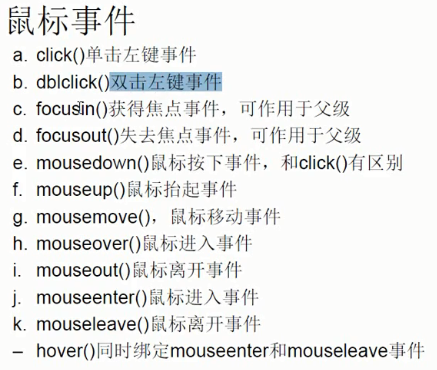 鼠标事件
a. click()单击左键事件
b. dblclick()双击左键事件
c. focusin()获得焦点事件，可作用于父级
d. focusout()失去焦点事件，可作用于父级
e. mousedown()鼠标按下事件，和click()有区别
f. mouseup()鼠标抬起事件
g. mousemove()，鼠标移动事件
h. mouseover()鼠标进入事件
i. mouseout()鼠标离开事件
j. mouseenter()鼠标进入事件
k. mouseleave()鼠标离开事件
– hover()同时绑定mouseenter和mouseleave事件